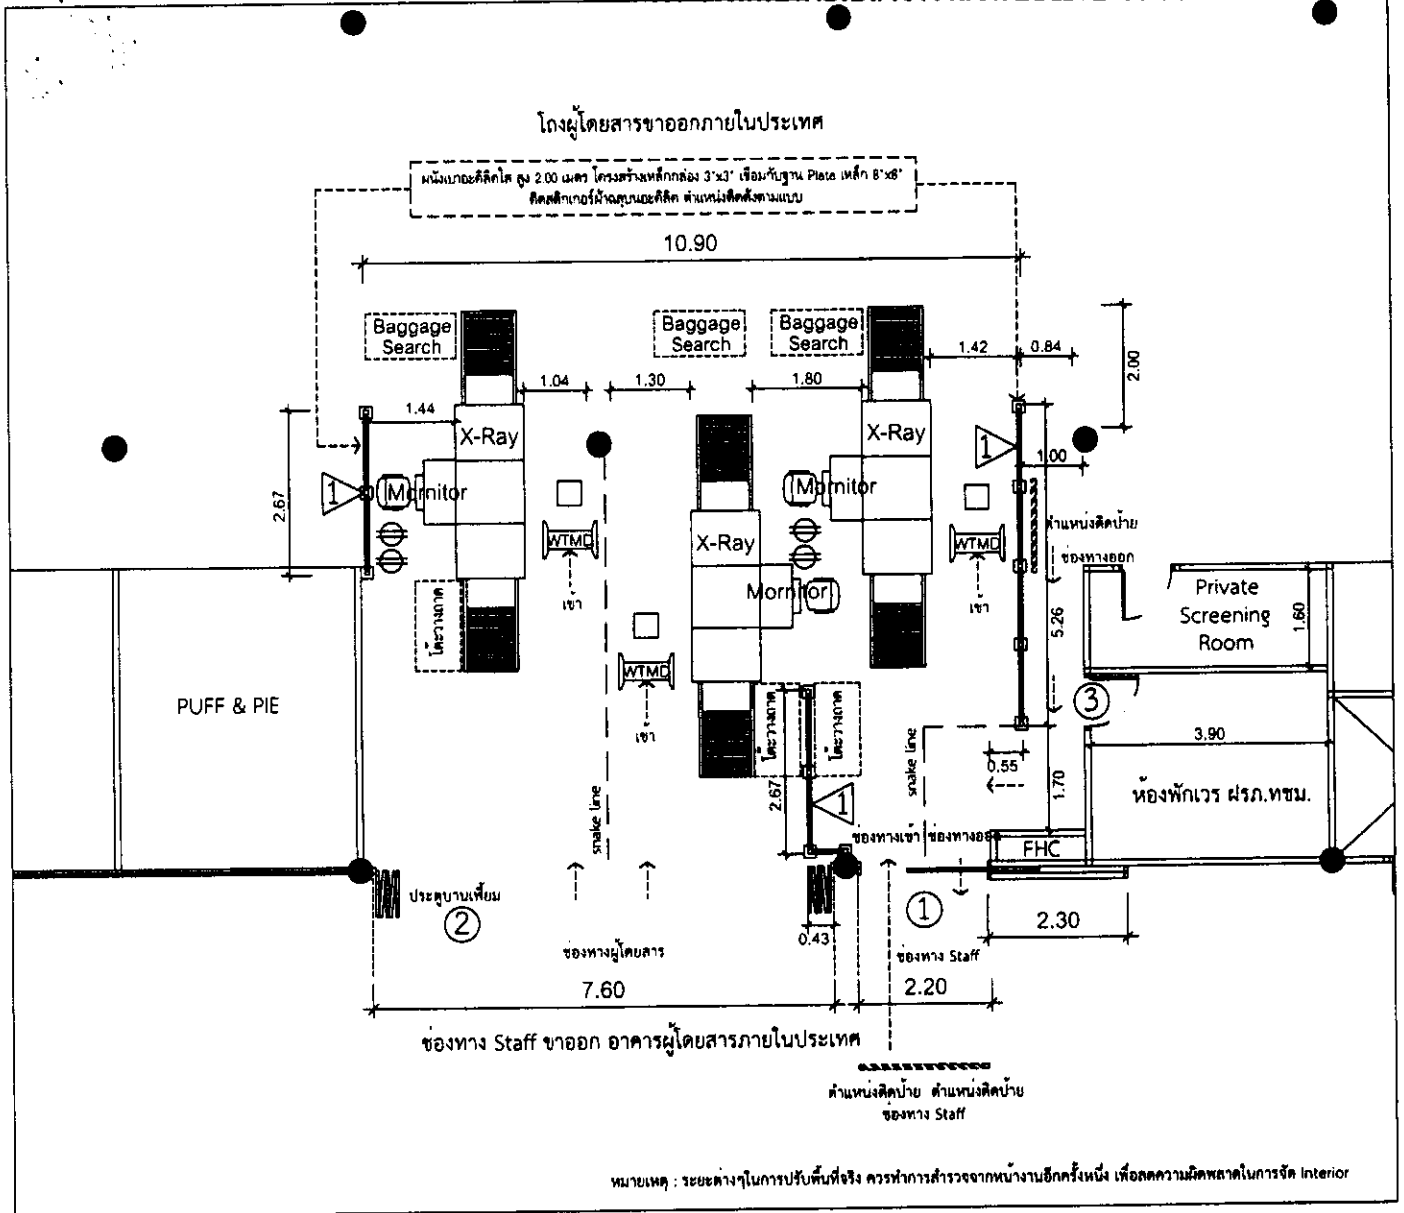 โถงผู้โดยสารขาออกภายในประเทศ
ผนังเบาอะคิลิคใส สูง 2.00 เมตร โครงสร้างเหล็กกล่อง 3"x3" เชื่อมกับฐาน Plate เหล็ก 8"x8"
ติดสติกเกอร์ฝ้าบนอะคิลิค ตำแหน่งติดตั้งตามแบบ
10.90
Baggage
Search
Baggage
Search
Baggage
Search
1.42
0.84
2.00
1.04
1.30
1.80
1.44
X-Ray
X-Ray
1
1.00
2.67
1
Mornitor
Mornitor
ตำแหน่งติดป้าย
ช่องทางออก
WTMD
X-Ray
WTMD
เข้า
เข้า
Mornitor
Private
Screening
Room
1.60
5.26
โต๊ะวางถาด
WTMD
PUFF & PIE
เข้า
โต๊ะวางถาด
โต๊ะวางถาด
3
3.90
snake line
snake line
0.55
1.70
2.67
1
ห้องพักเวร ฝรภ.ทชม.
ช่องทางเข้า
ช่องทางออก
FHC
ประตูบานเฟี้ยม
2
1
0.43
2.30
ช่องทางผู้โดยสาร
ช่องทาง Staff
7.60
2.20
ช่องทาง Staff ขาออก อาคารผู้โดยสารภายในประเทศ
ตำแหน่งติดป้าย ตำแหน่งติดป้าย
ช่องทาง Staff
หมายเหตุ : ระยะต่างๆในการปรับพื้นที่จริง ควรทำการสำรวจจากหน้างานอีกครั้งหนึ่ง เพื่อลดความผิดพลาดในการจัด Interior